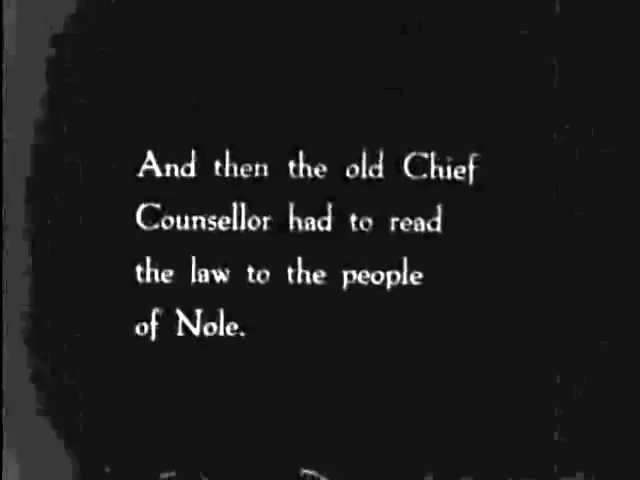 And then the old Chief
Counsellor had to read
the law to the people
of Nole.